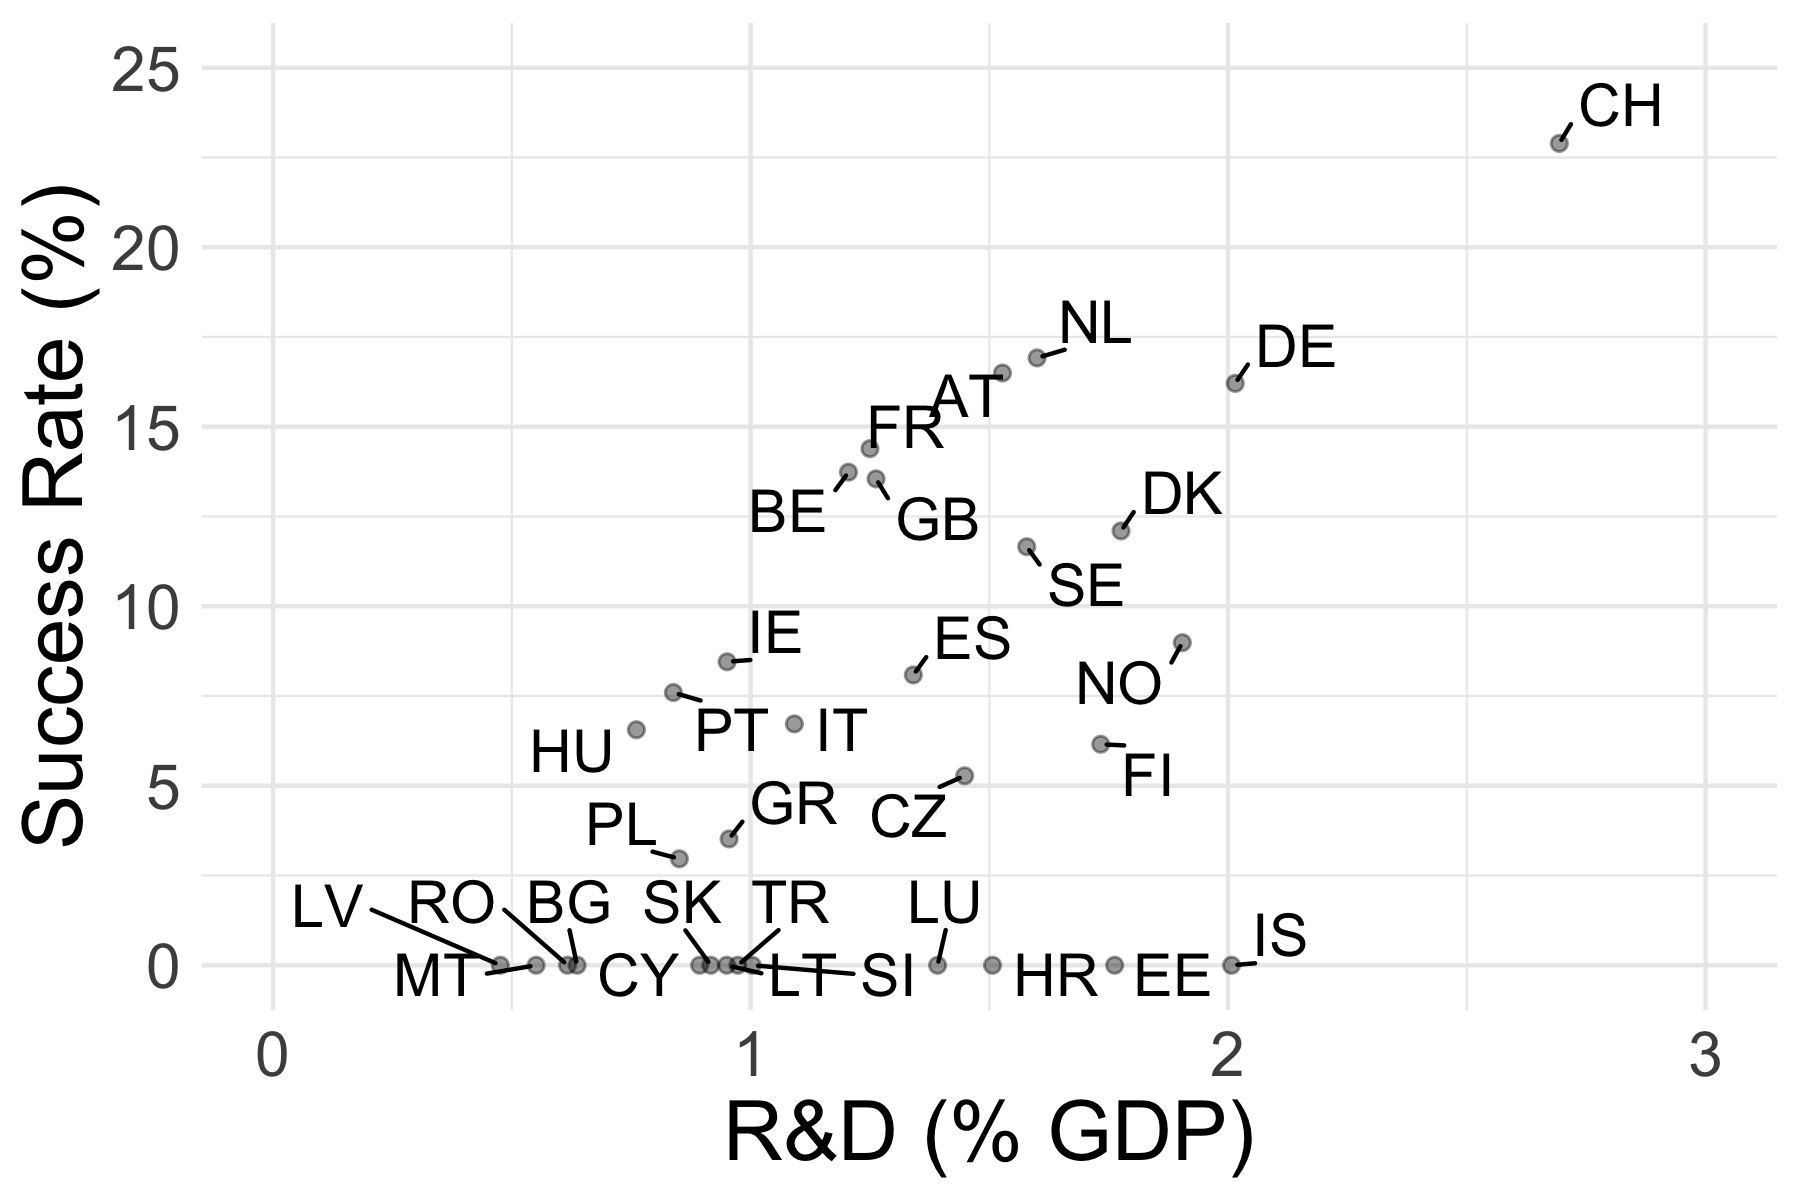 25
CH
20
NL
DE
AT
15
FR
DK
BE
GB
SE
10
IE
ES
NO
PT
IT
HU
FI
5
GR
CZ
PL
LV
RO
BG
SK
TR
LU
IS
0
MT
CY
LT
SI
HR
EE
0
1
2
3
R&D (% GDP)
Success Rate (%)